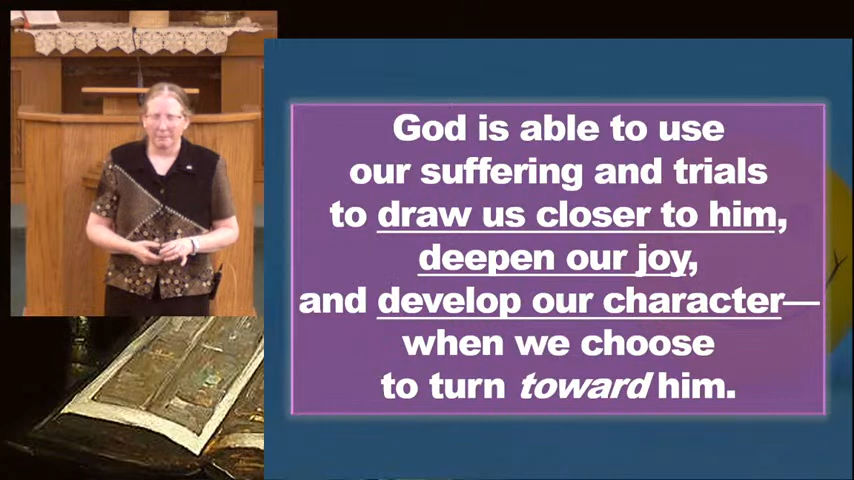 God is able to use
our suffering and trials
to draw us closer to him,
deepen our joy,
and develop our character—
when we choose
to turn toward him.